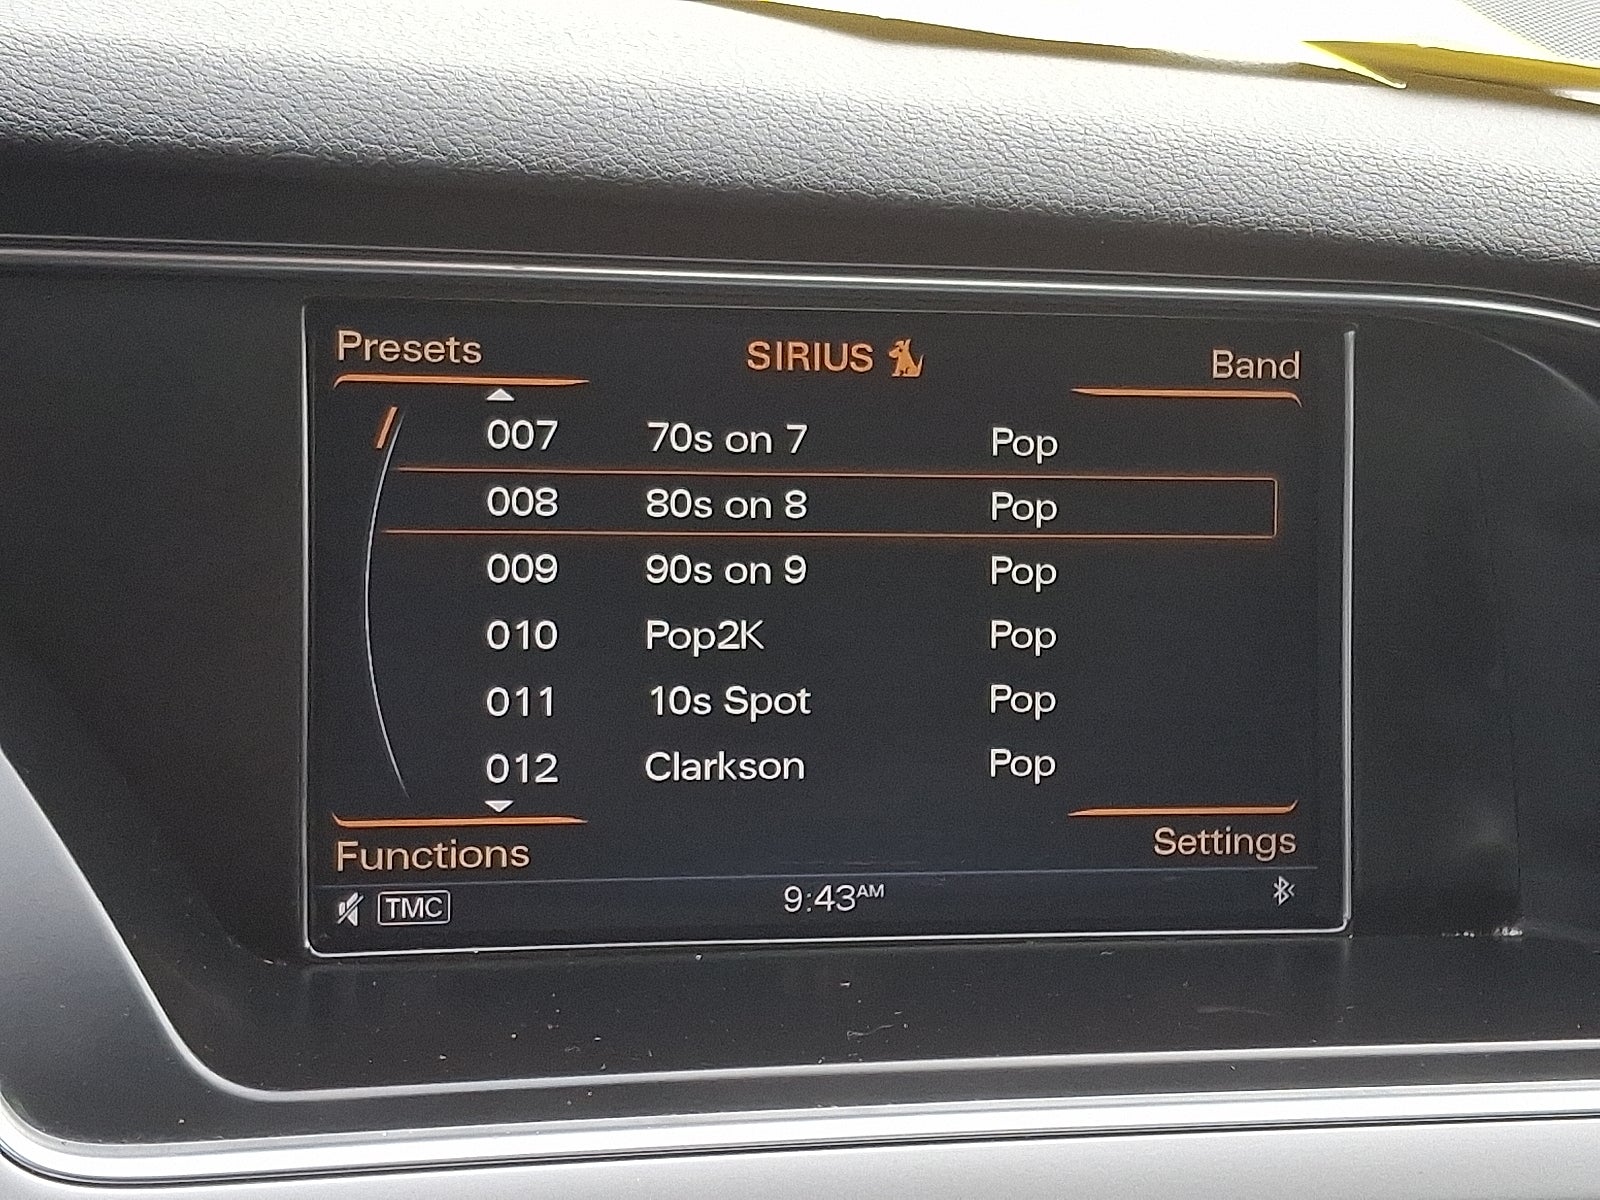 Presets SIRIUS Band
007 70s on 7 Pop
008 80s on 8 Pop
009 90s on 9 Pop
010 Pop2K Pop
011 10s Spot Pop
012 Clarkson Pop
Functions Settings
TMC 9:43AM